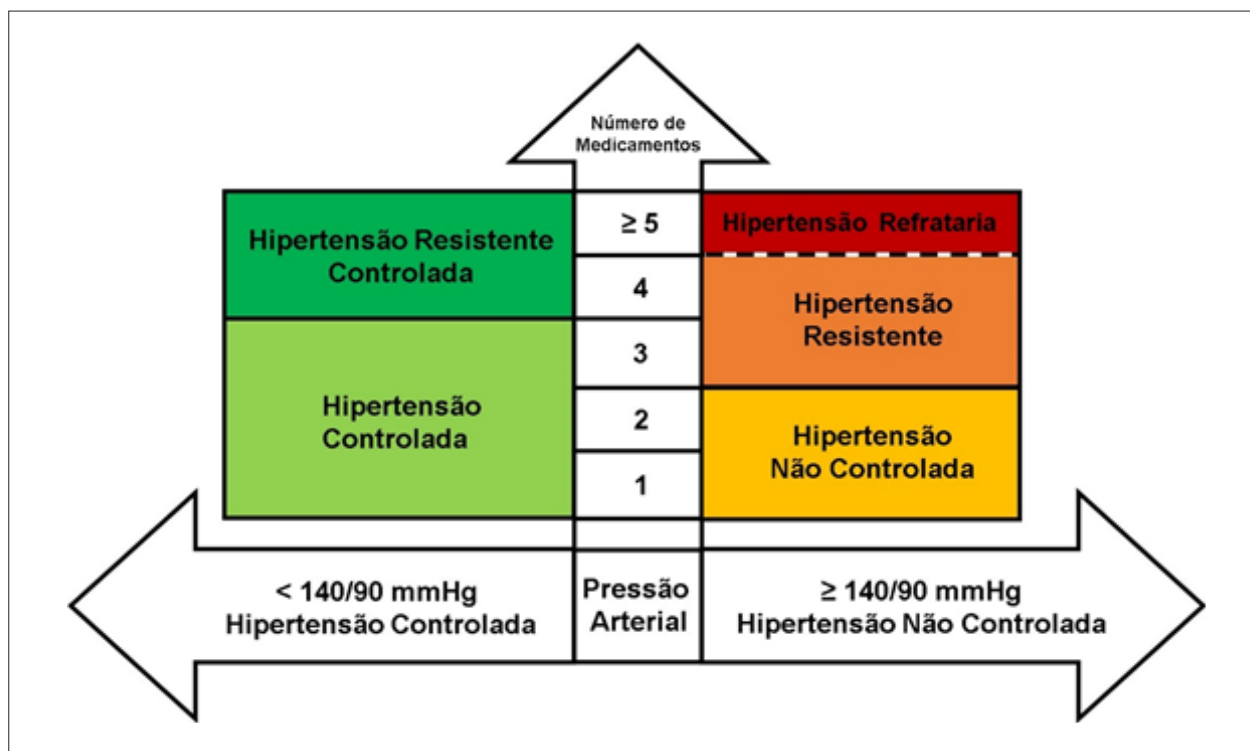 Número de
Medicamentos
Hipertensão Resistente
Controlada
≥ 5
Hipertensão Refrataria
4
Hipertensão
Resistente
3
Hipertensão
Controlada
2
Hipertensão
Não Controlada
1
< 140/90 mmHg
Hipertensão Controlada
Pressão
Arterial
≥ 140/90 mmHg
Hipertensão Não Controlada